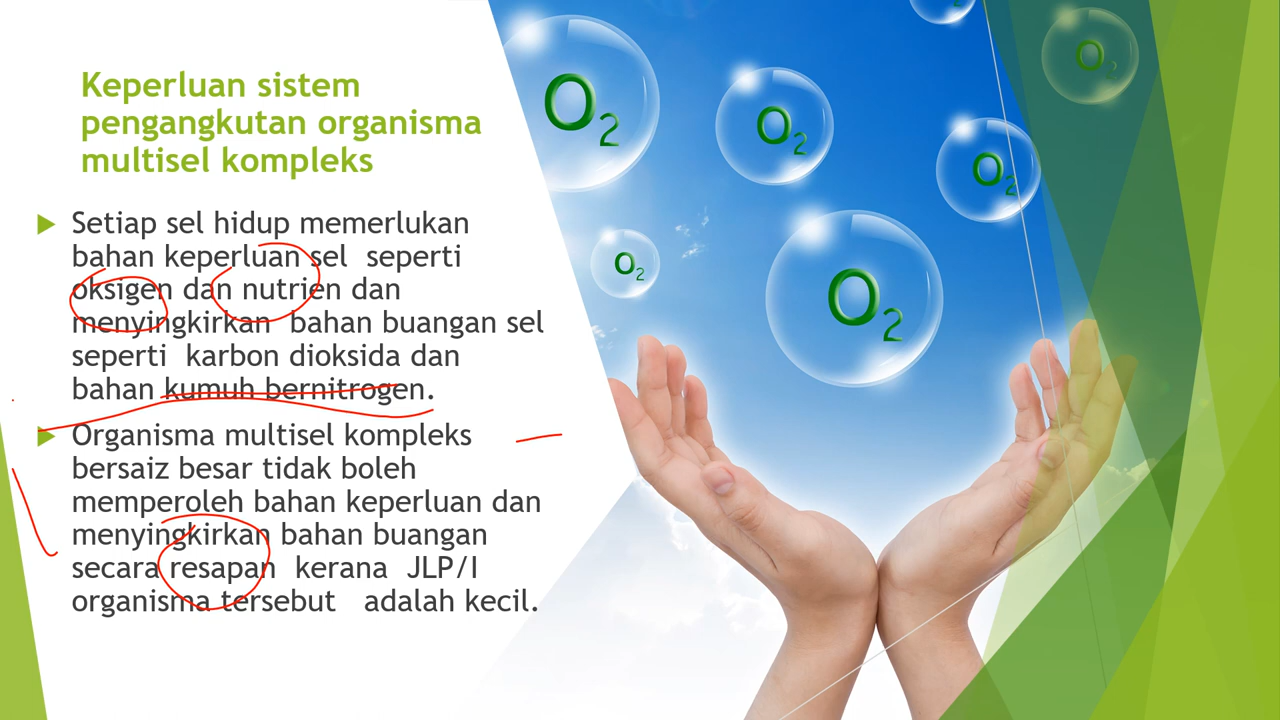 Keperluan sistem
pengangkutan organisma
multisel kompleks
Setiap sel hidup memerlukan
bahan keperluan sel seperti
oksigen dan nutrien dan
menyingkirkan bahan buangan sel
seperti karbon dioksida dan
bahan kumuh bernitrogen.
Organisma multisel kompleks
bersaiz besar tidak boleh
memperoleh bahan keperluan dan
menyingkirkan bahan buangan
secara resapan kerana JLP/I
organisma tersebut adalah kecil.
O2
O2
O2
O2
O2
O2